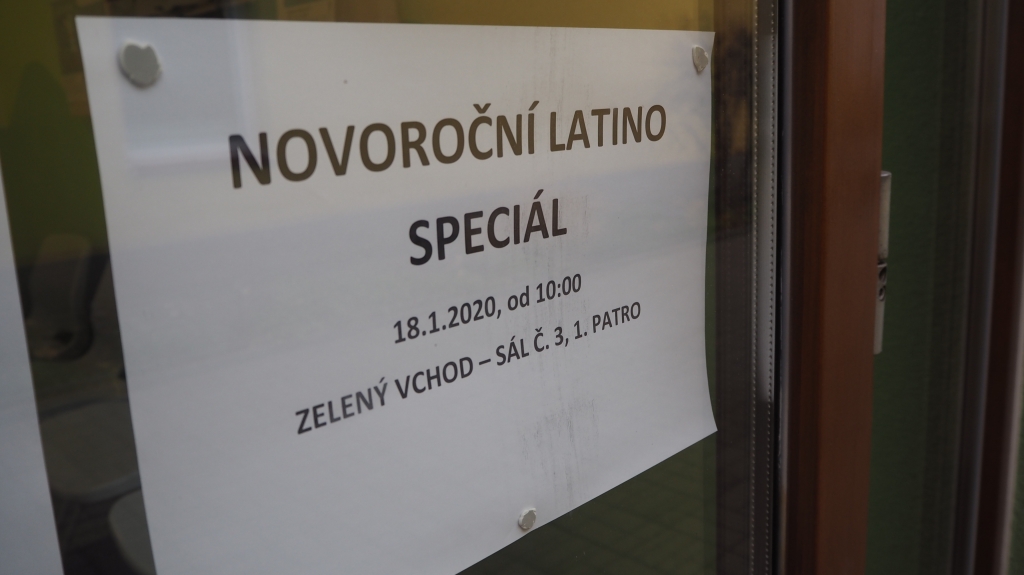 NOVOROČNÍ LATINO
SPECIÁL
18.1.2020, od 10:00
ZELENÝ VCHOD – SÁL Č. 3, 1. PATRO